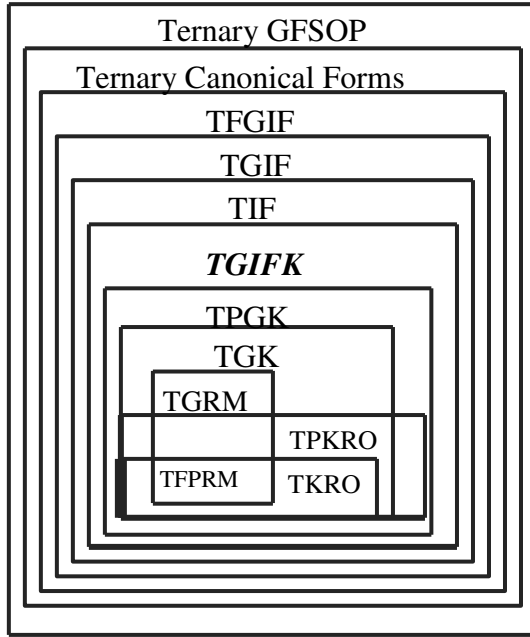 Ternary GFSOP
Ternary Canonical Forms
TFGIF
TGIF
TIF
TGIFK
TPGK
TGK
TGRM
TPKRO
TFPRM TKRO